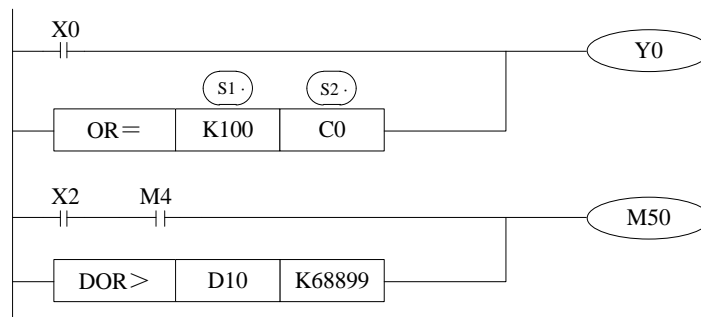 X0
Y0
S1· S2·
OR＝ K100 C0
X2 M4
M50
DOR＞ D10 K68899